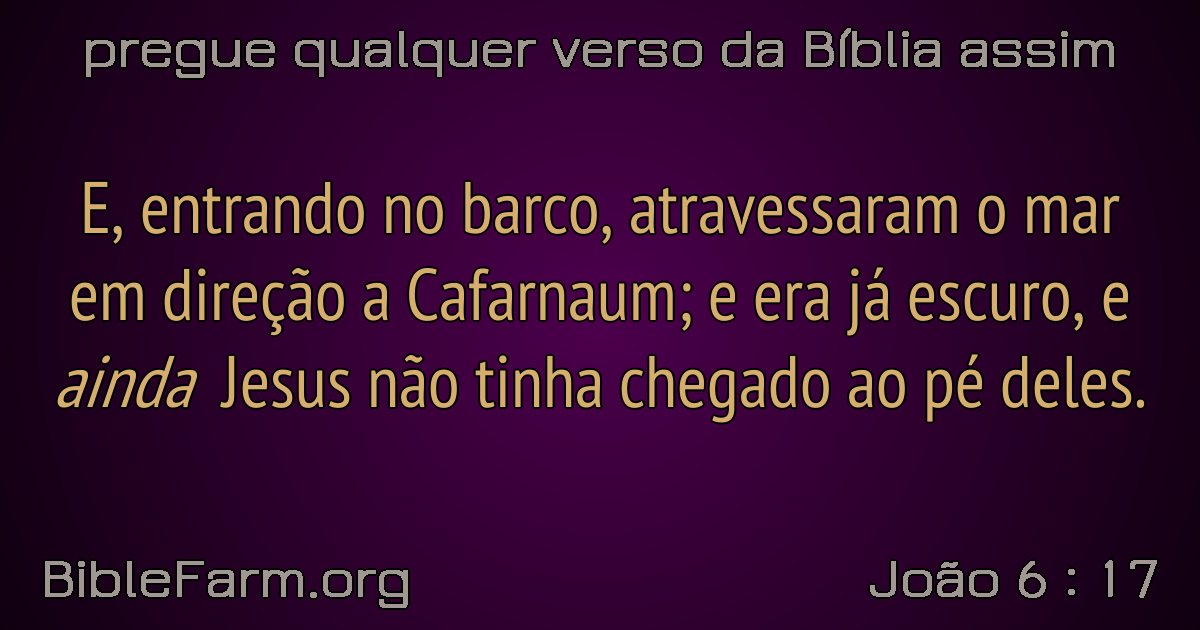 pregue qualquer verso da Bíblia assim
E, entrando no barco, atravessaram o mar
em direção a Cafarnaum; e era já escuro, e
ainda Jesus não tinha chegado ao pé deles.
BibleFarm.org
João 6 : 17